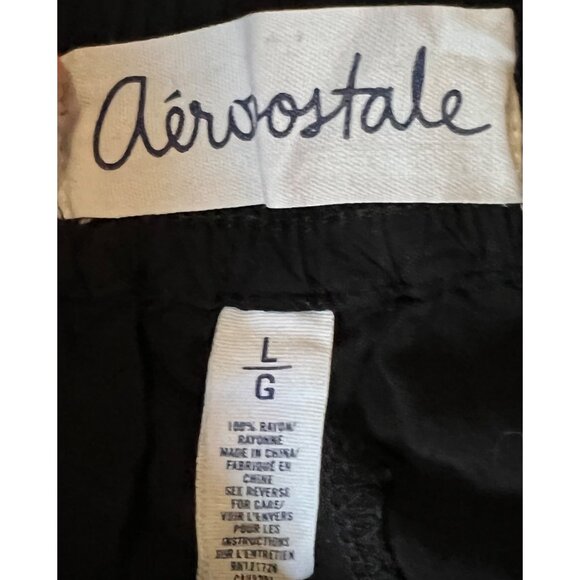 aéropostale
L
G
100% RAYON/
RAYONNE
MADE IN CHINA/
FABRIQUÉ EN
CHINE
SEE REVERSE
FOR CARE/
VOIR L'ENVERS
POUR LES
INSTRUCTIONS
SUR L'ENTRETIEN